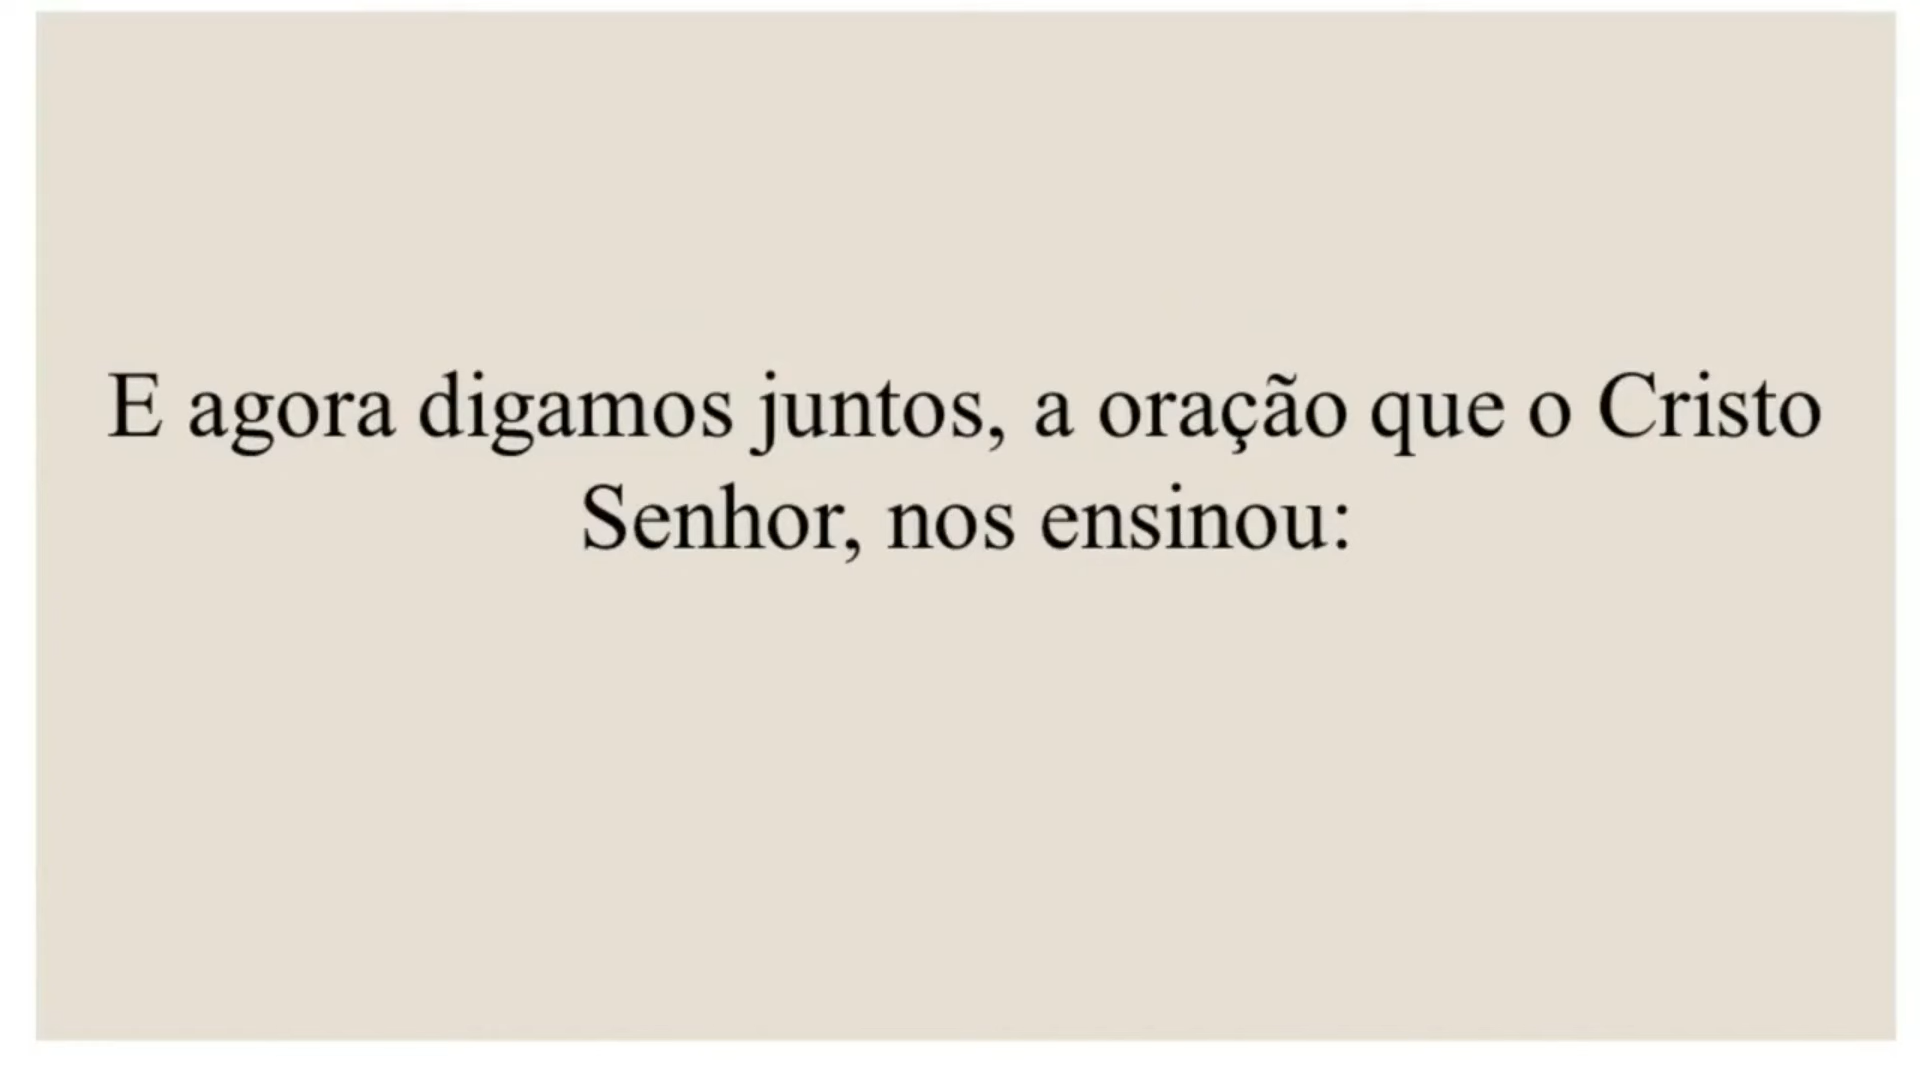 E agora digamos juntos, a oração que o Cristo
Senhor, nos ensinou: